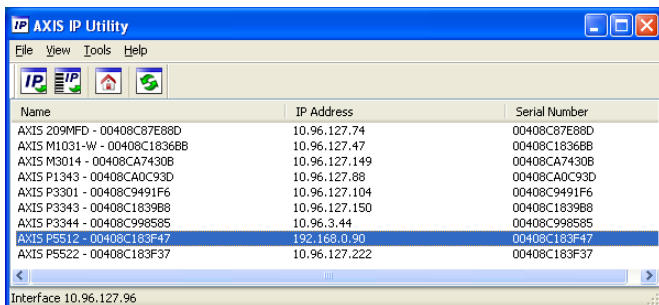 IP AXIS IP Utility
File View Tools Help
IP IP
Name IP Address Serial Number
AXIS 209MFD - 00408C87E88D 10.96.127.74 00408C87E88D
AXIS M1031-W - 00408C1836BB 10.96.127.47 00408C1836BB
AXIS M3014 - 00408CA7430B 10.96.127.149 00408CA7430B
AXIS P1343 - 00408CA0C93D 10.96.127.88 00408CA0C93D
AXIS P3301 - 00408C9491F6 10.96.127.104 00408C9491F6
AXIS P3343 - 00408C1839B8 10.96.127.150 00408C1839B8
AXIS P3344 - 00408C998585 10.96.3.44 00408C998585
AXIS P5512 - 00408C183F47 192.168.0.90 00408C183F47
AXIS P5522 - 00408C183F37 10.96.127.222 00408C183F37
Interface 10.96.127.96